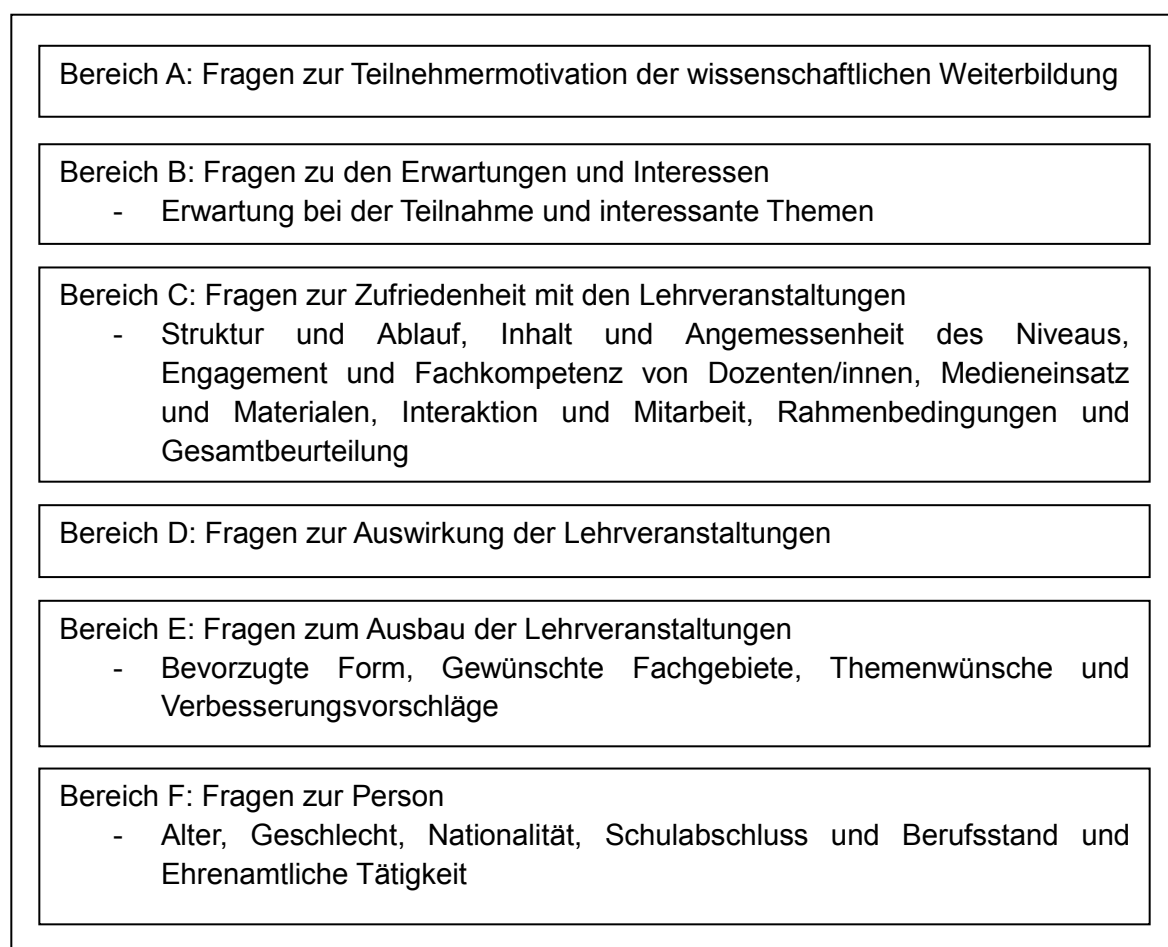 Bereich A: Fragen zur Teilnehmermotivation der wissenschaftlichen Weiterbildung
Bereich B: Fragen zu den Erwartungen und Interessen
- Erwartung bei der Teilnahme und interessante Themen
Bereich C: Fragen zur Zufriedenheit mit den Lehrveranstaltungen
- Struktur und Ablauf, Inhalt und Angemessenheit des Niveaus,
Engagement und Fachkompetenz von Dozenten/innen, Medieneinsatz
und Materialen, Interaktion und Mitarbeit, Rahmenbedingungen und
Gesamtbeurteilung
Bereich D: Fragen zur Auswirkung der Lehrveranstaltungen
Bereich E: Fragen zum Ausbau der Lehrveranstaltungen
- Bevorzugte Form, Gewünschte Fachgebiete, Themenwünsche und
Verbesserungsvorschläge
Bereich F: Fragen zur Person
- Alter, Geschlecht, Nationalität, Schulabschluss und Berufsstand und
Ehrenamtliche Tätigkeit